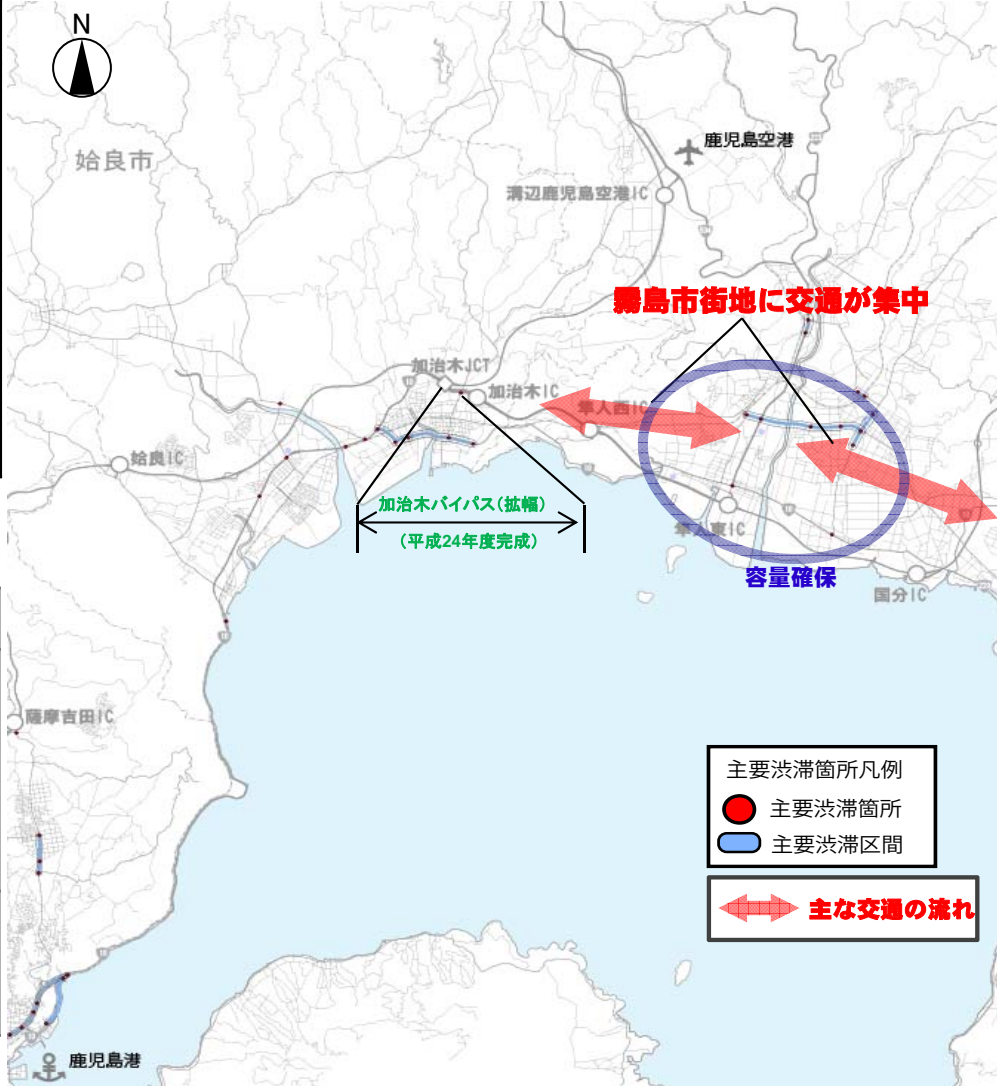 N
姶良市
鹿児島空港
溝辺鹿児島空港IC
霧島市街地に交通が集中
加治木JCT
加治木IC
隼人西IC
姶良IC
加治木バイパス(拡幅)
(平成24年度完成)
隼人東IC
容量確保
国分IC
薩摩吉田IC
主要渋滞箇所凡例
主要渋滞箇所
主要渋滞区間
主な交通の流れ
鹿児島港